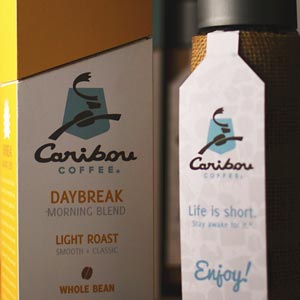 Caribou
COFFEE®
DAYBREAK
MORNING BLEND
LIGHT ROAST
SMOOTH + CLASSIC
WHOLE BEAN
Caribou
COFFEE®
Life is short.
Stay awake for it.®
Enjoy!